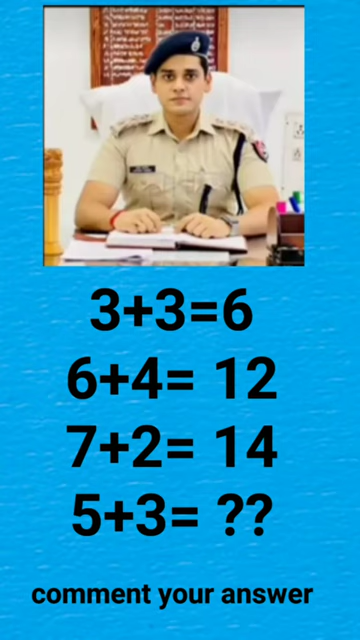 3+3=6
6+4= 12
7+2= 14
5+3= ??
comment your answer